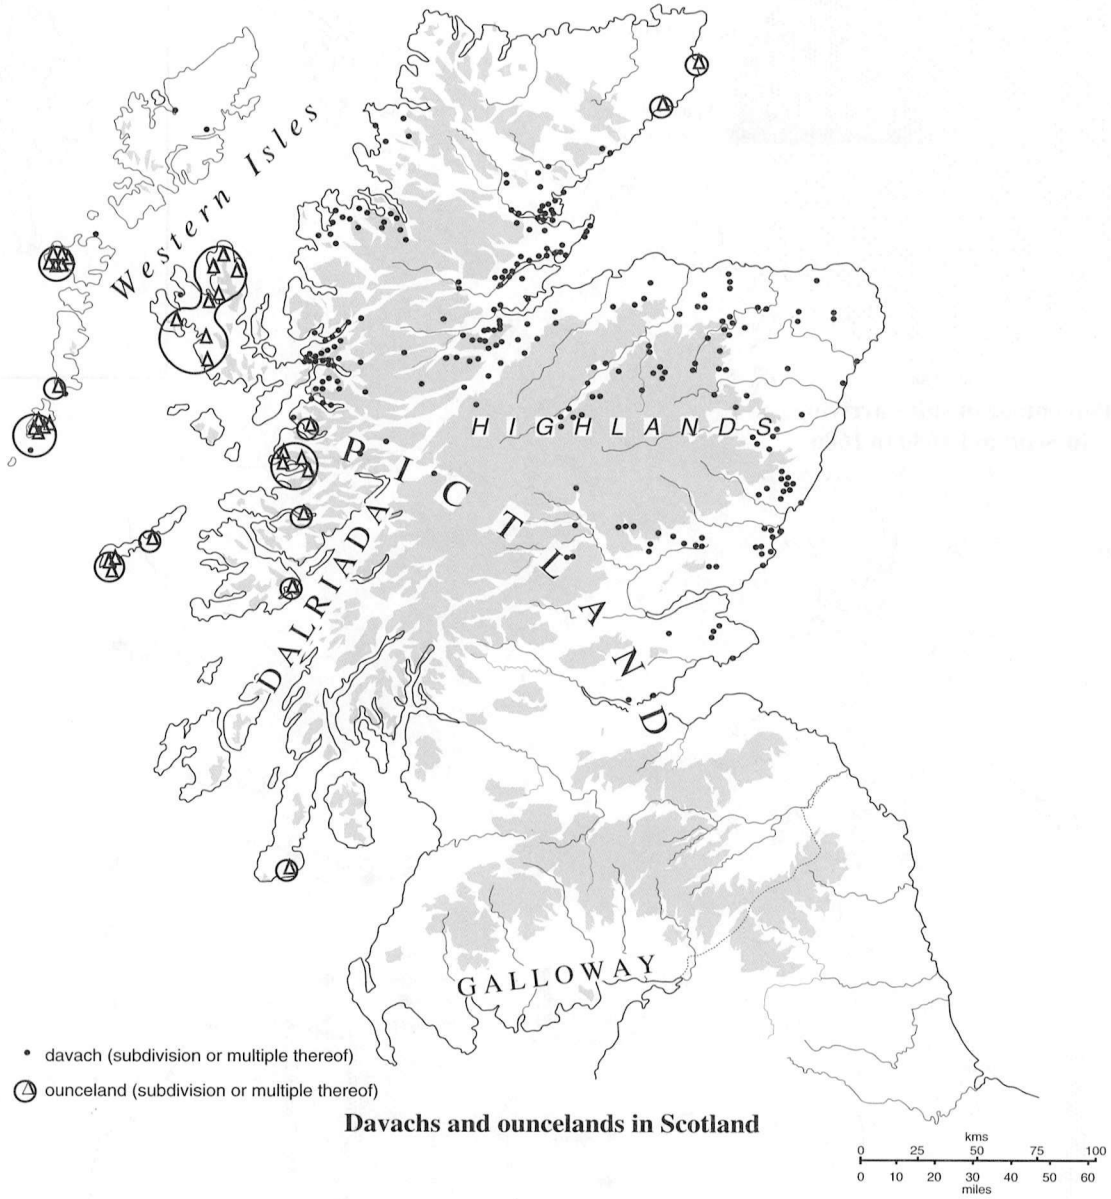 Western Isles
HIGHLANDS
PICTLAND
DALRIADA
GALLOWAY
davach (subdivision or multiple thereof)
ounceland (subdivision or multiple thereof)
Davachs and ouncelands in Scotland
kms
0 25 50 75 100
0 10 20 30 40 50 60
miles